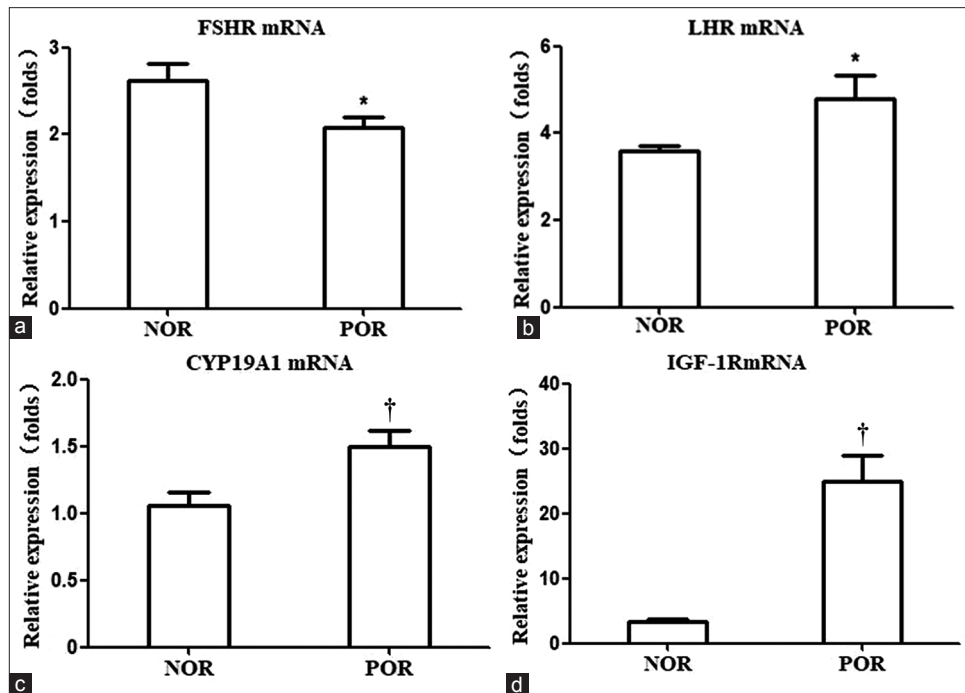 FSHR mRNA
Relative expression（folds）
3
2
1
0
*
NOR POR
a
LHR mRNA
Relative expression（folds）
6
4
2
0
*
NOR POR
b
CYP19A1 mRNA
Relative expression（folds）
2.0
1.5
1.0
0.5
0
†
NOR POR
c
IGF-1RmRNA
Relative expression（folds）
40
30
20
10
0
†
NOR POR
d